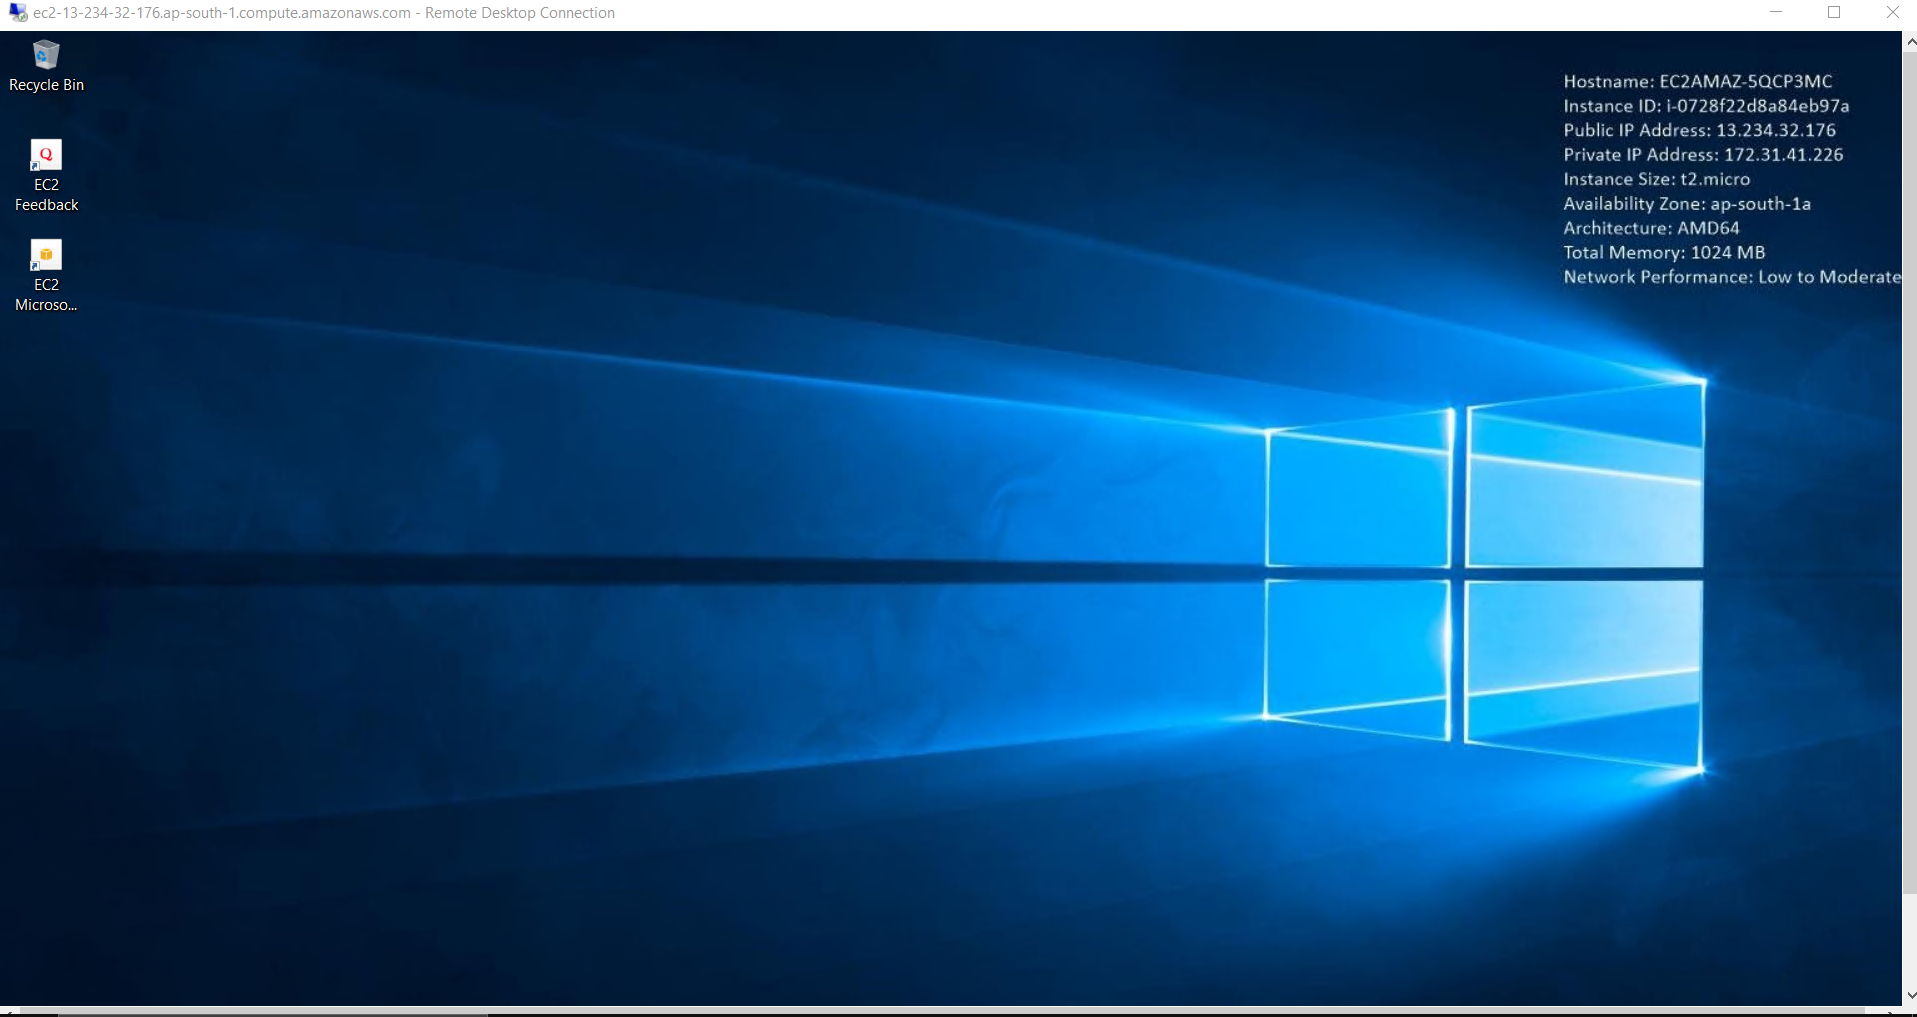 ec2-13-234-32-176.ap-south-1.compute.amazonaws.com - Remote Desktop Connection
Recycle Bin
Q
EC2
Feedback
EC2
Microso...
Hostname: EC2AMAZ-5QCP3MC
Instance ID: i-0728f22d8a84eb97a
Public IP Address: 13.234.32.176
Private IP Address: 172.31.41.226
Instance Size: t2.micro
Availability Zone: ap-south-1a
Architecture: AMD64
Total Memory: 1024 MB
Network Performance: Low to Moderate